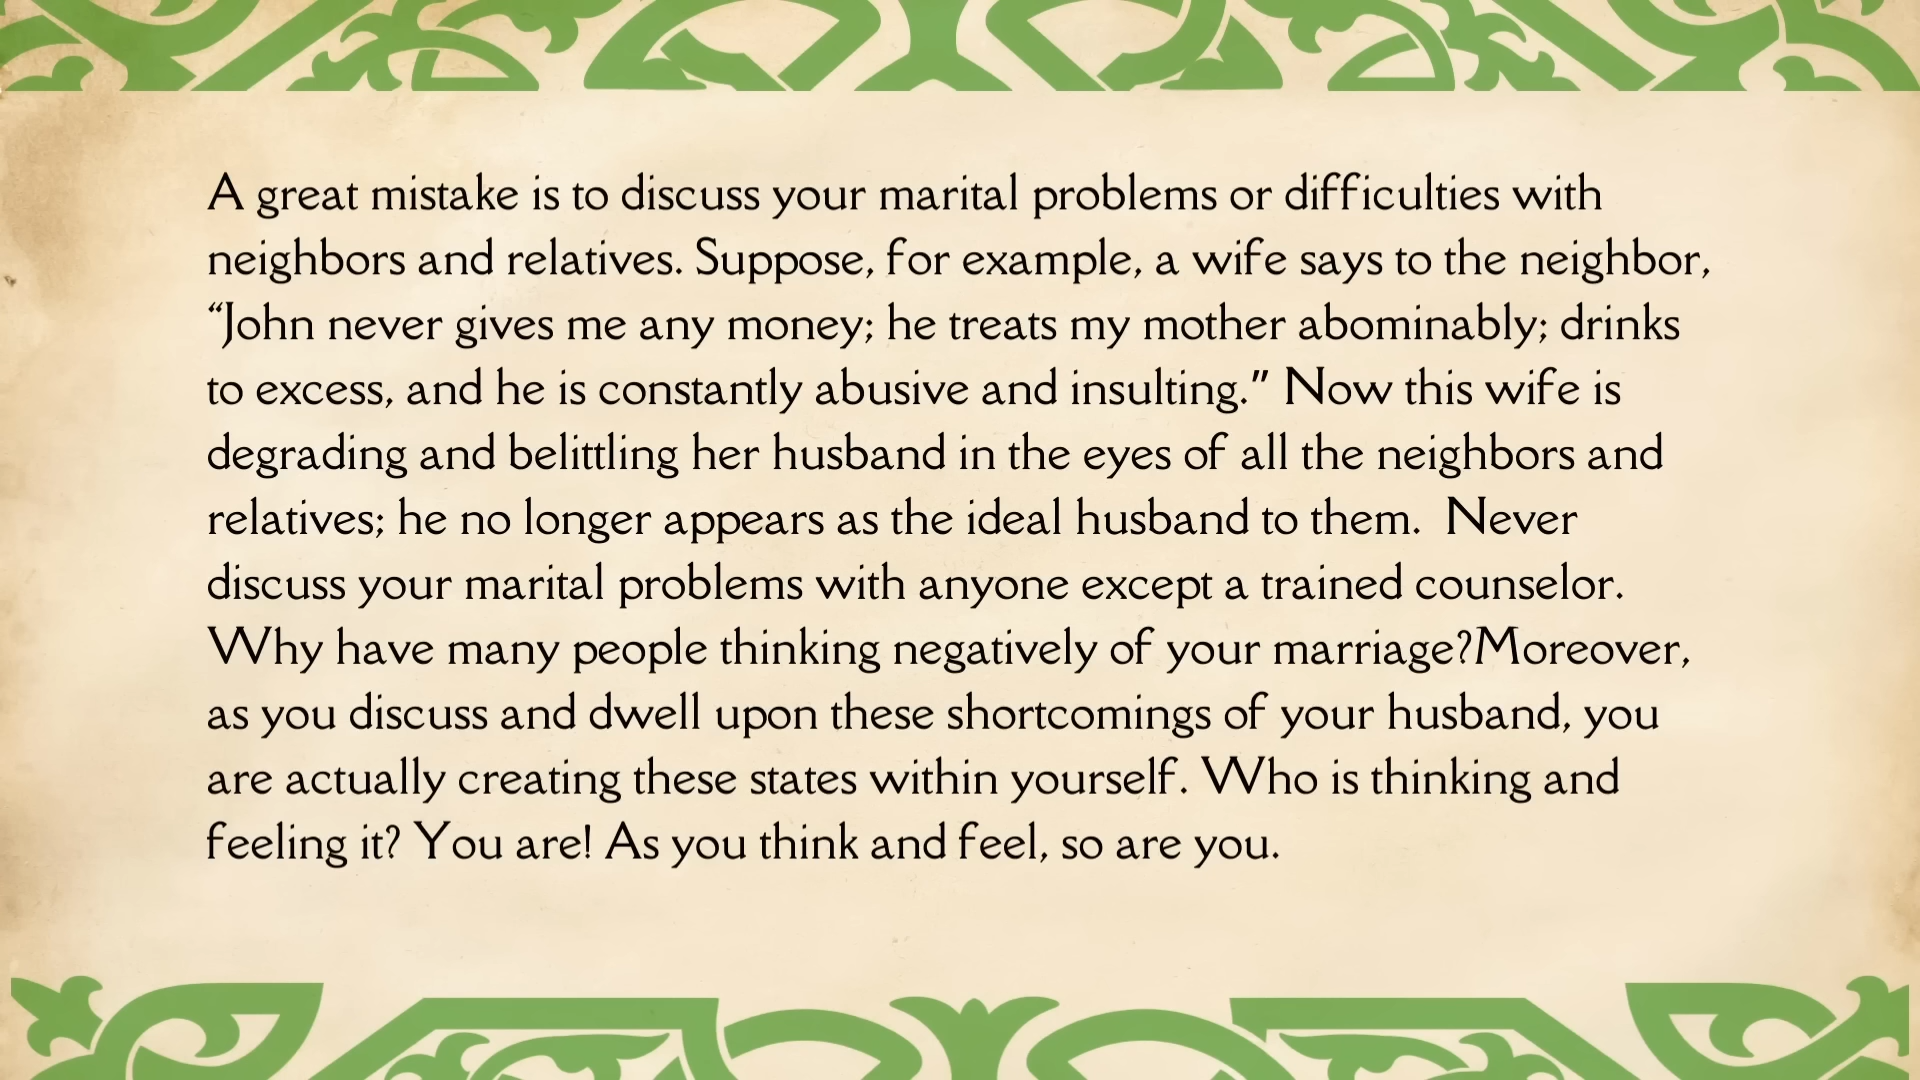 A great mistake is to discuss your marital problems or difficulties with
neighbors and relatives. Suppose, for example, a wife says to the neighbor,
“John never gives me any money; he treats my mother abominably; drinks
to excess, and he is constantly abusive and insulting.” Now this wife is
degrading and belittling her husband in the eyes of all the neighbors and
relatives; he no longer appears as the ideal husband to them.  Never
discuss your marital problems with anyone except a trained counselor.
Why have many people thinking negatively of your marriage?Moreover,
as you discuss and dwell upon these shortcomings of your husband, you
are actually creating these states within yourself. Who is thinking and
feeling it? You are! As you think and feel, so are you.